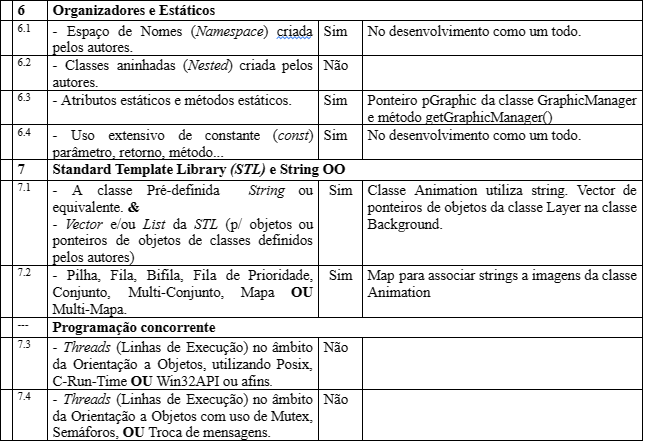 6 Organizadores e Estáticos
6.1 - Espaço de Nomes (Namespace) criada Sim No desenvolvimento como um todo.
pelos autores.
6.2 - Classes aninhadas (Nested) criada pelos Não
autores.
6.3 - Atributos estáticos e métodos estáticos. Sim Ponteiro pGraphic da classe GraphicManager
e método getGraphicManager()
6.4 - Uso extensivo de constante (const) Sim No desenvolvimento como um todo.
parâmetro, retorno, método...
7 Standard Template Library (STL) e String OO
7.1 - A classe Pré-definida String ou Sim Classe Animation utiliza string. Vector de
equivalente. & ponteiros de objetos da classe Layer na classe
- Vector e/ou List da STL (p/ objetos ou Background.
ponteiros de objetos de classes definidos
pelos autores)
7.2 - Pilha, Fila, Bifila, Fila de Prioridade, Sim Map para associar strings a imagens da classe
Conjunto, Multi-Conjunto, Mapa OU Animation
Multi-Mapa.
--- Programação concorrente
7.3 - Threads (Linhas de Execução) no âmbito Não
da Orientação a Objetos, utilizando Posix,
C-Run-Time OU Win32API ou afins.
7.4 - Threads (Linhas de Execução) no âmbito Não
da Orientação a Objetos com uso de Mutex,
Semáforos, OU Troca de mensagens.